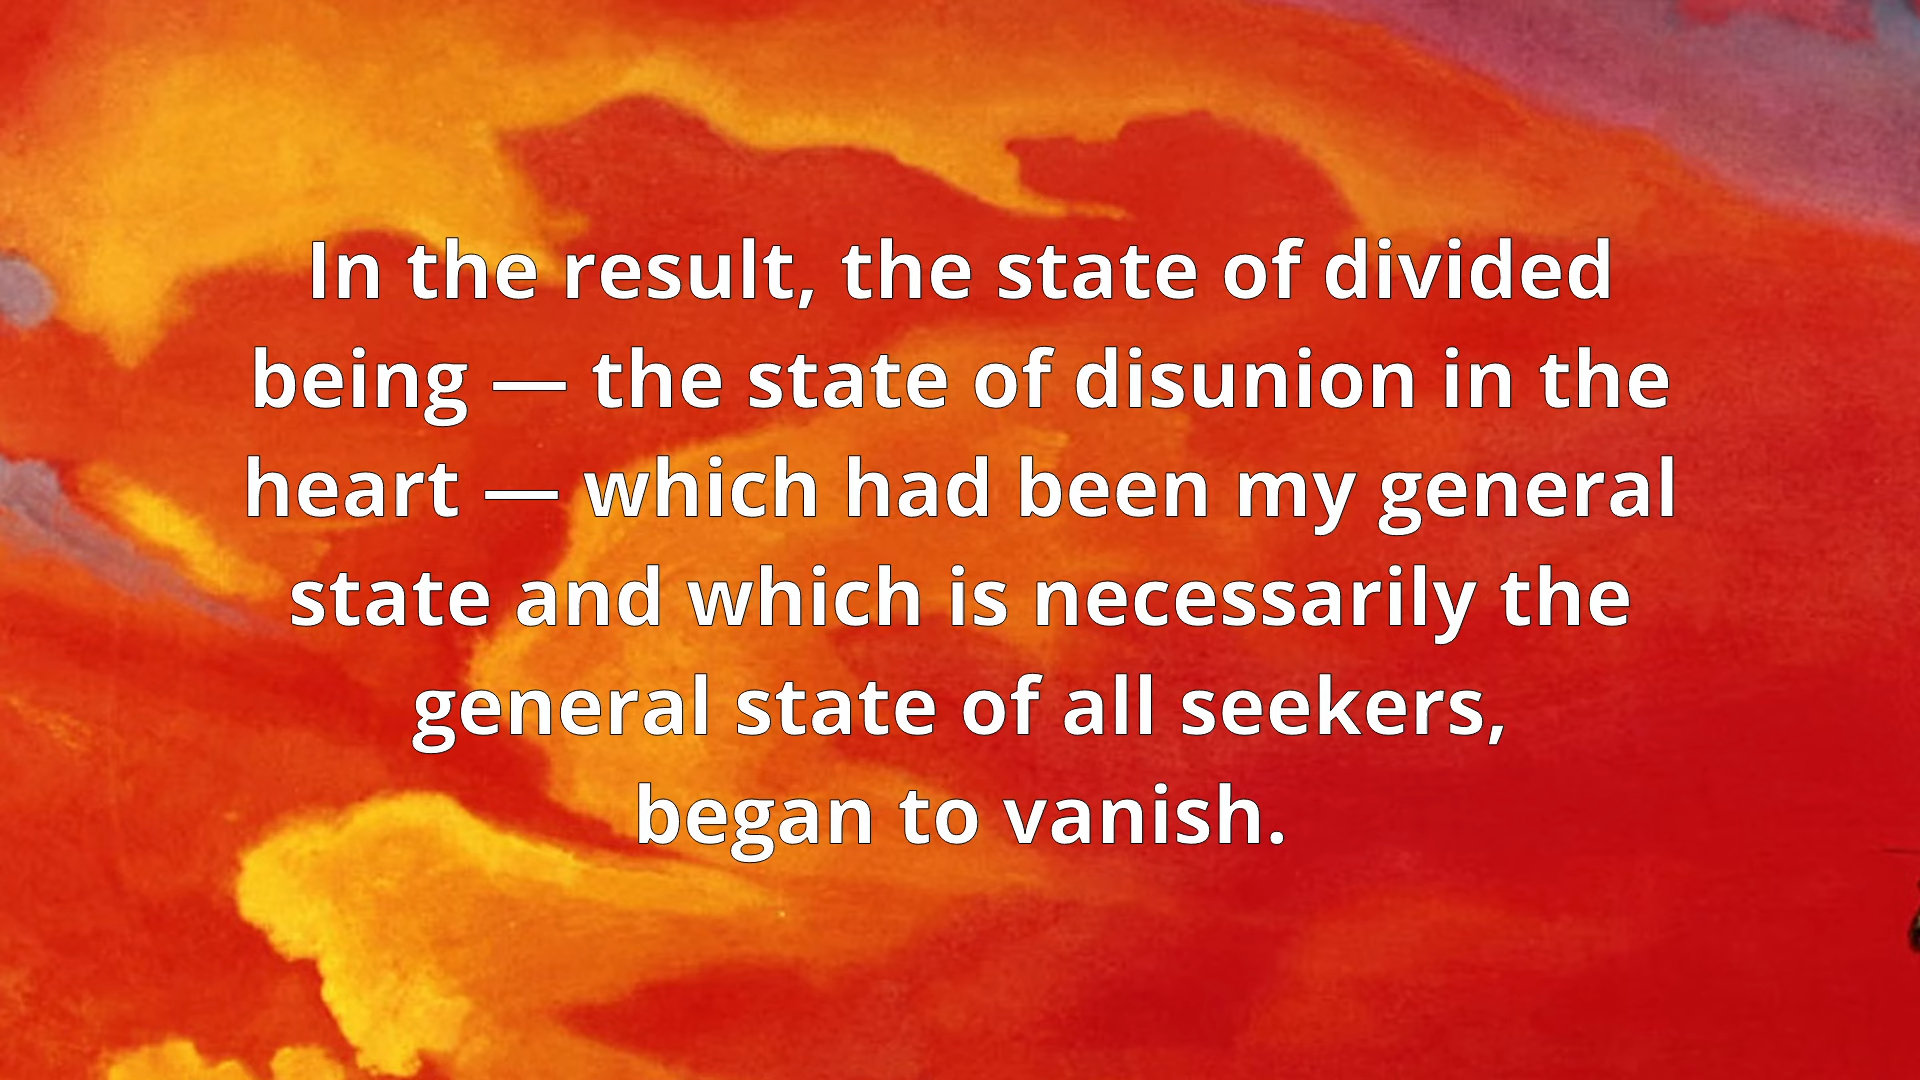 In the result, the state of divided
being — the state of disunion in the
heart — which had been my general
state and which is necessarily the
general state of all seekers,
began to vanish.